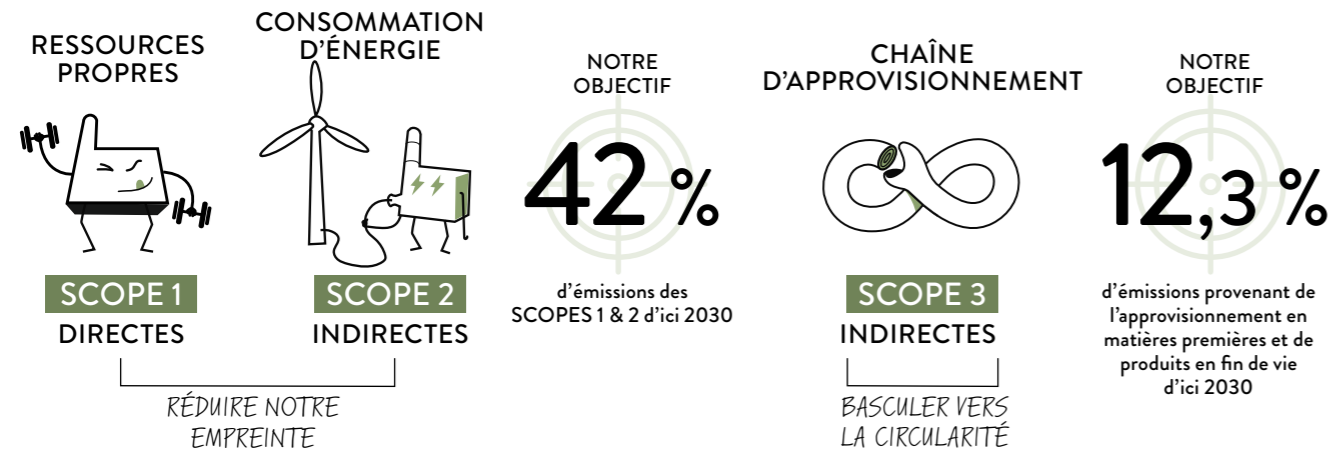 RESSOURCES
PROPRES
SCOPE 1
DIRECTES
CONSOMMATION
D'ÉNERGIE
SCOPE 2
INDIRECTES
RÉDUIRE NOTRE
EMPREINTE
NOTRE
OBJECTIF
42 %
d'émissions des
SCOPES 1 & 2 d'ici 2030
CHAÎNE
D'APPROVISIONNEMENT
SCOPE 3
INDIRECTES
BASCULER VERS
LA CIRCULARITÉ
NOTRE
OBJECTIF
12,3 %
d'émissions provenant de
l'approvisionnement en
matières premières et de
produits en fin de vie
d'ici 2030